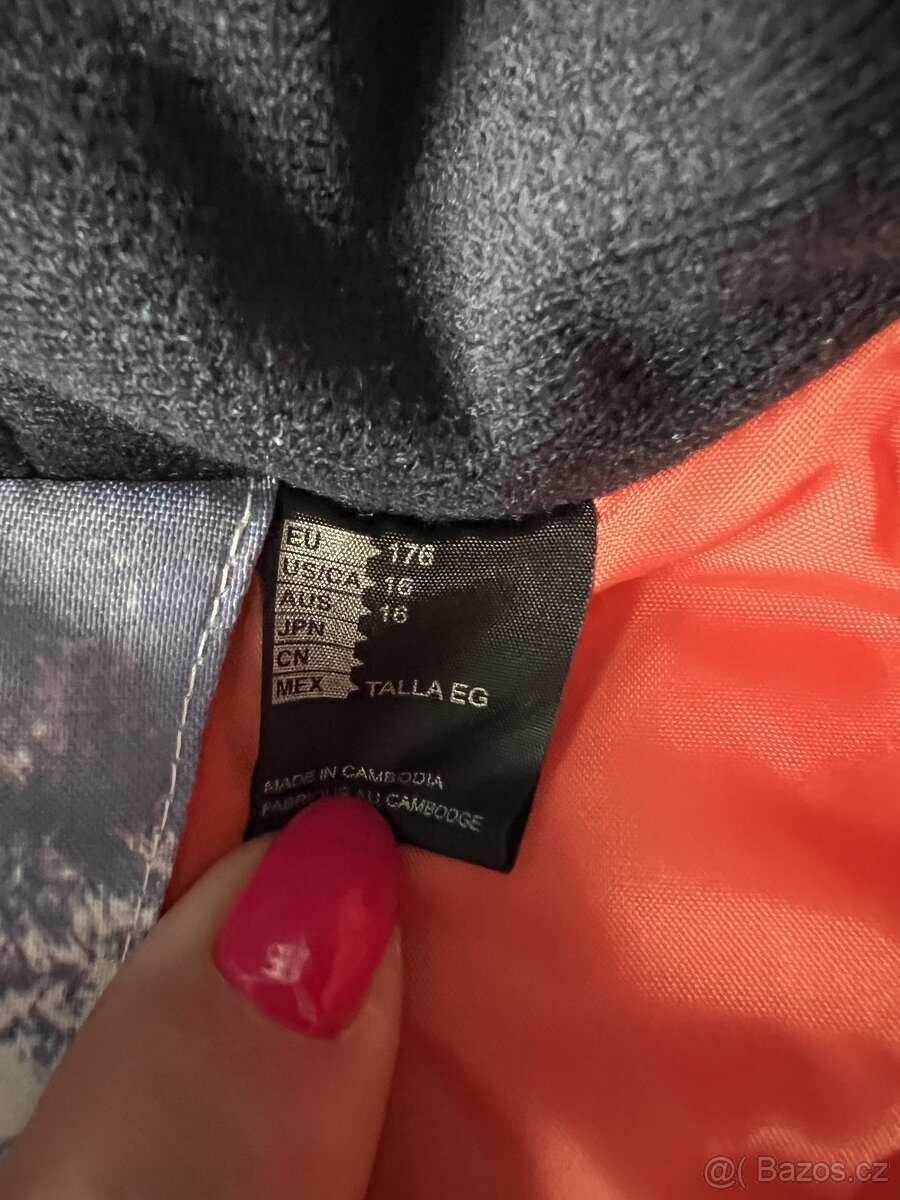 EU 176
US/CA 16
AUS 16
JPN
CN
MEX TALLA EG
MADE IN CAMBODIA
FABRIQUÉ AU CAMBODGE
@( Bazos.cz